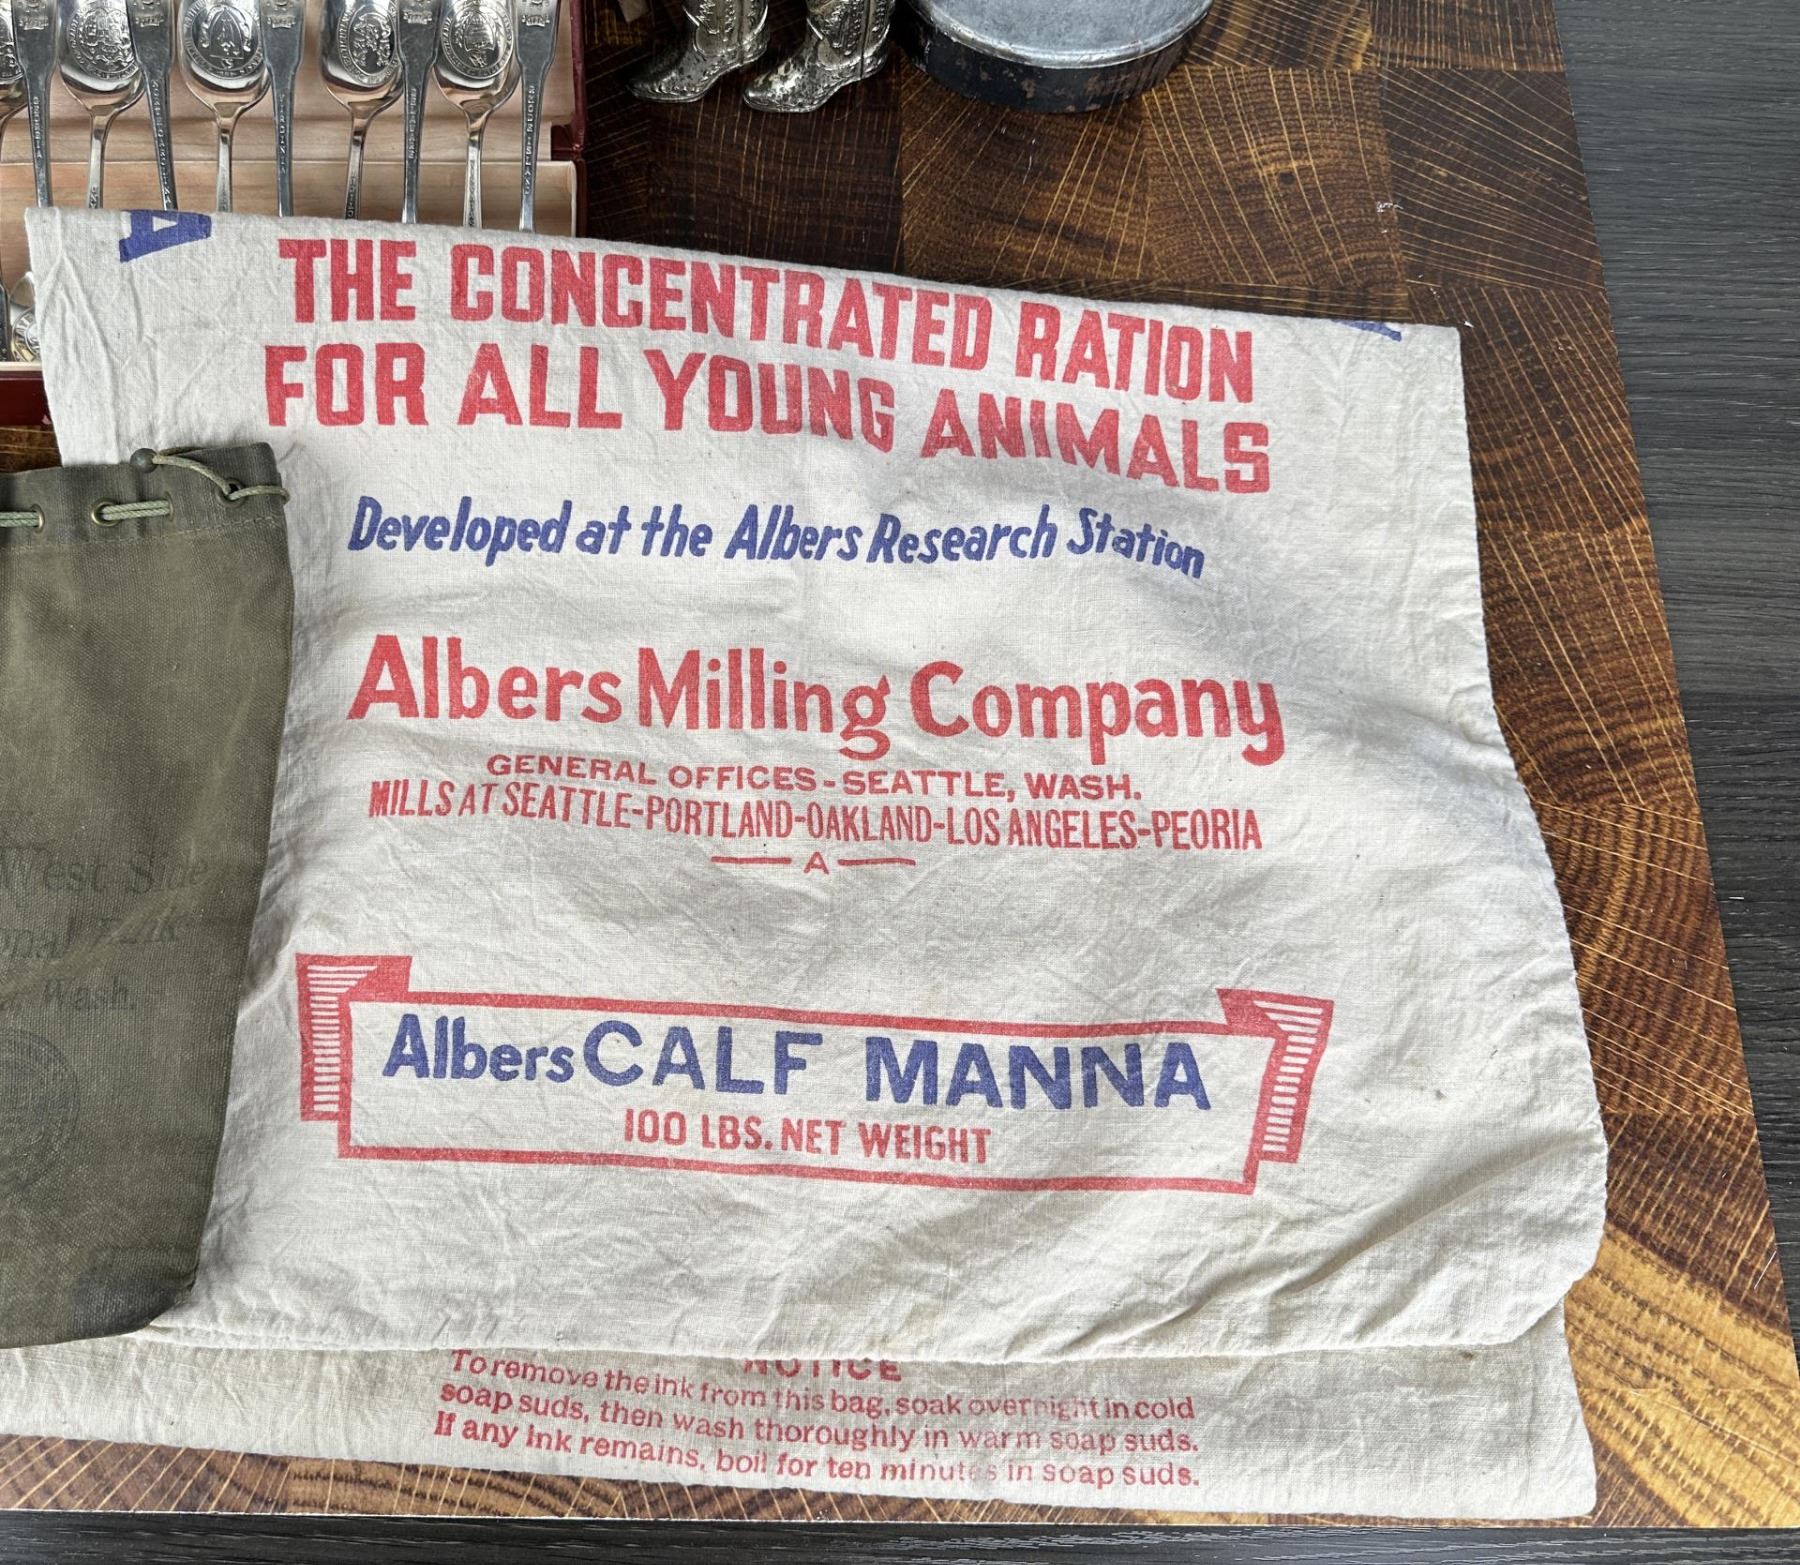 THE CONCENTRATED RATION
FOR ALL YOUNG ANIMALS
Developed at the Albers Research Station
Albers Milling Company
GENERAL OFFICES - SEATTLE, WASH.
MILLS AT SEATTLE-PORTLAND-OAKLAND-LOS ANGELES-PEORIA
A
Albers CALF MANNA
100 LBS. NET WEIGHT
NOTICE
To remove the ink from this bag, soak overnight in cold
soap suds, then wash thoroughly in warm soap suds.
If any ink remains, boil for ten minutes in soap suds.
West Side
Wash.